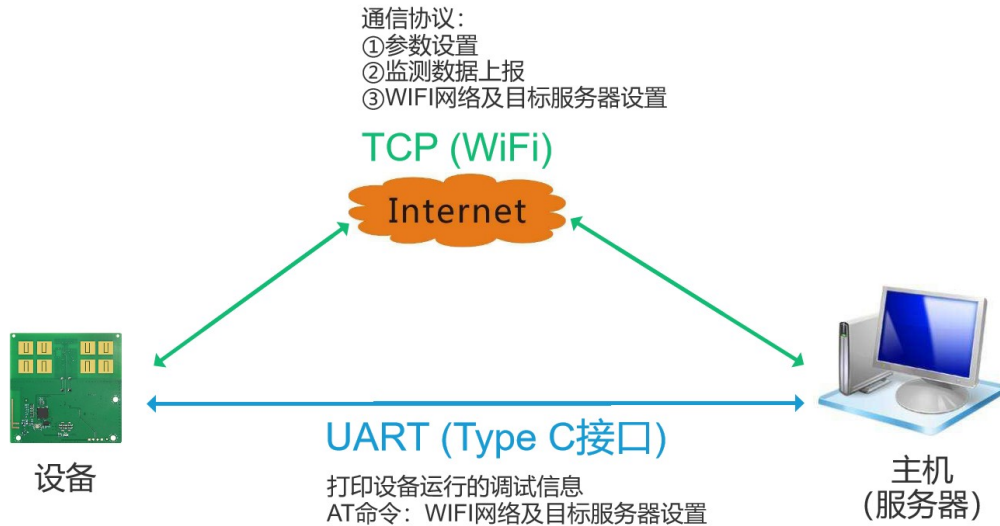 通信协议：
①参数设置
②监测数据上报
③WIFI网络及目标服务器设置
TCP (WiFi)
Internet
UART (Type C接口)
设备
打印设备运行的调试信息
AT命令：WIFI网络及目标服务器设置
主机
(服务器)